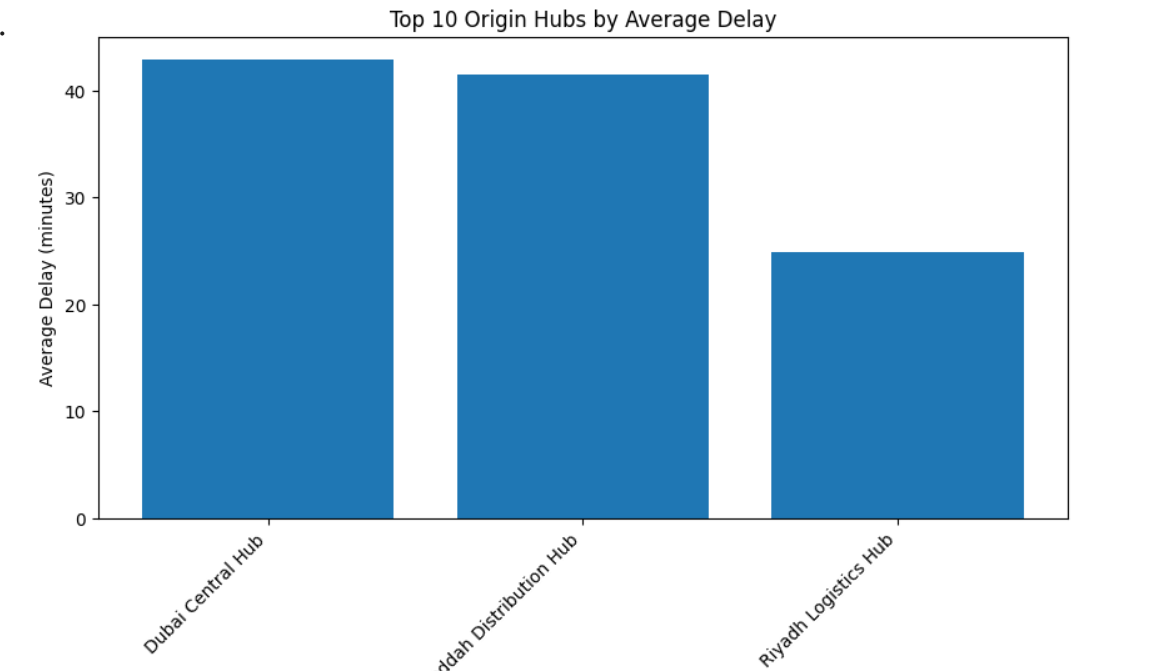 .
Top 10 Origin Hubs by Average Delay
Average Delay (minutes)
40
30
20
10
0
Dubai Central Hub
ddah Distribution Hub
Riyadh Logistics Hub